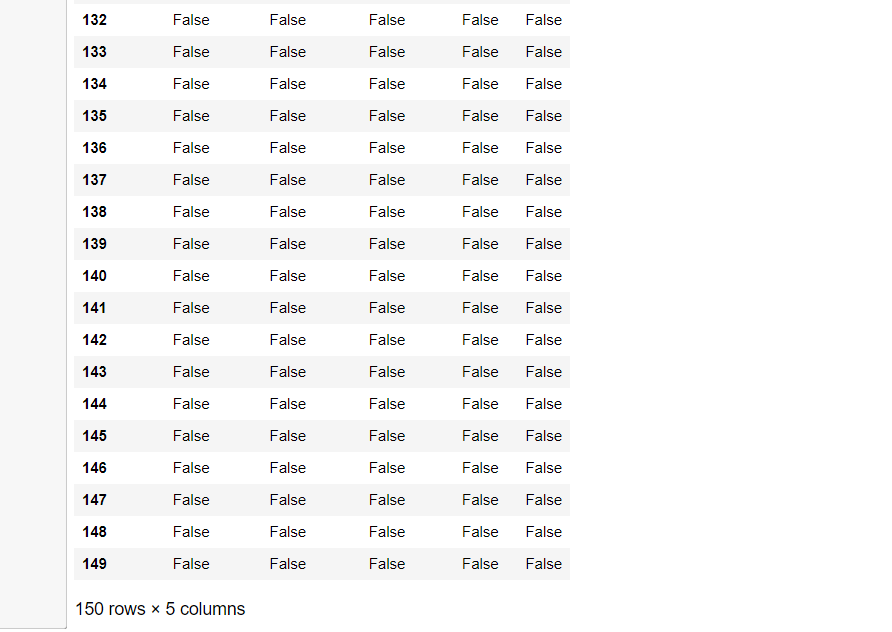 132 False False False False False
133 False False False False False
134 False False False False False
135 False False False False False
136 False False False False False
137 False False False False False
138 False False False False False
139 False False False False False
140 False False False False False
141 False False False False False
142 False False False False False
143 False False False False False
144 False False False False False
145 False False False False False
146 False False False False False
147 False False False False False
148 False False False False False
149 False False False False False
150 rows × 5 columns